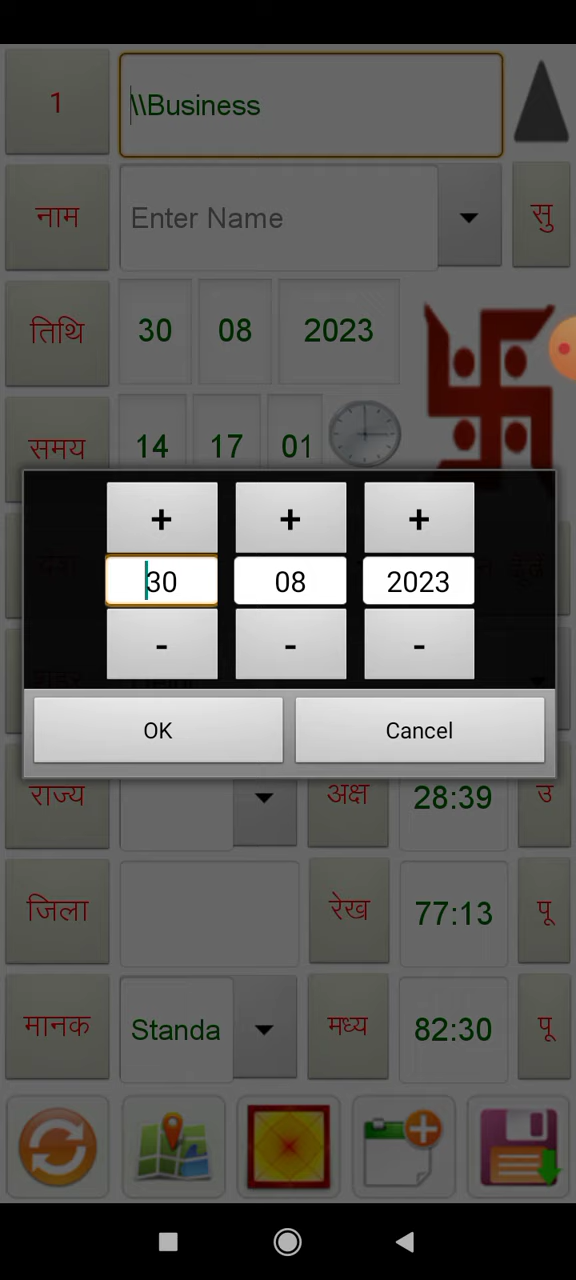 1
\\Business
नाम
Enter Name
सु
तिथि
30
08
2023
समय
14
17
01
+
+
+
30
08
2023
-
-
-
OK
Cancel
राज्य
अक्ष
28:39
उ
जिला
रेख
77:13
पू
मानक
Standa
मध्य
82:30
पू